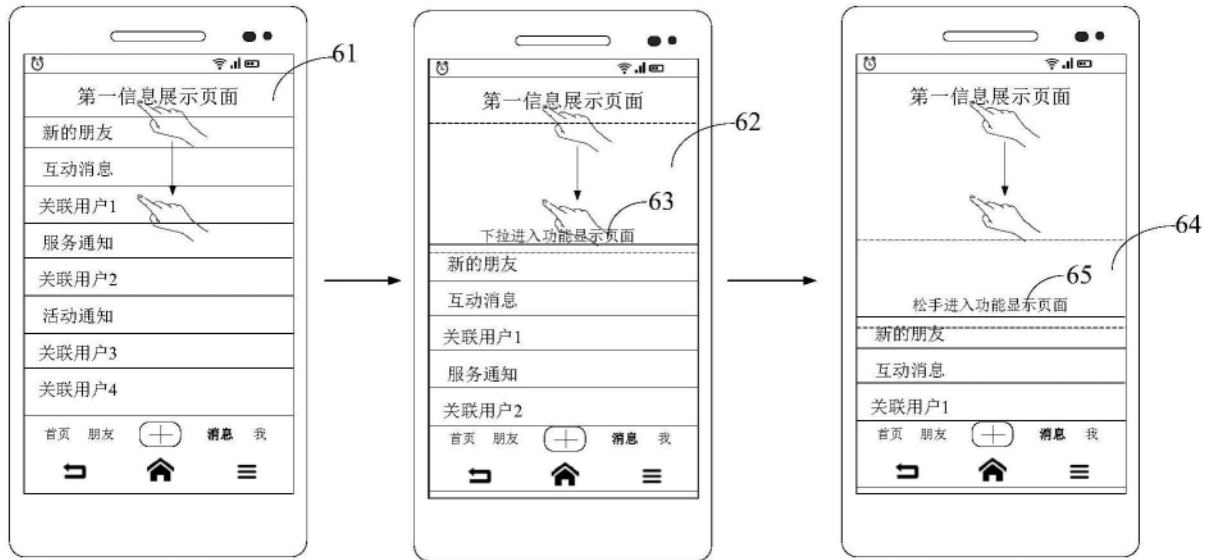 第一信息展示页面
61
新的朋友
互动消息
关联用户1
服务通知
关联用户2
活动通知
关联用户3
关联用户4
首页 朋友 消息 我
第一信息展示页面
62
63
下拉进入功能显示页面
新的朋友
互动消息
关联用户1
服务通知
关联用户2
首页 朋友 消息 我
第一信息展示页面
64
65
松手进入功能显示页面
新的朋友
互动消息
关联用户1
首页 朋友 消息 我